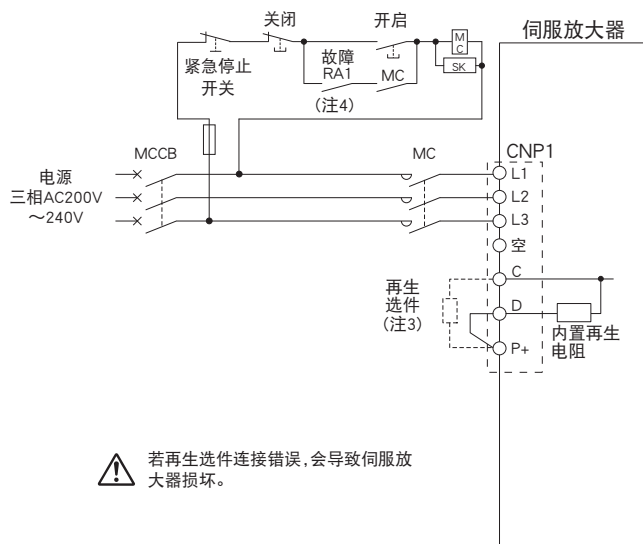 伺服放大器
关闭
开启
M
C
SK
紧急停止
开关
故障
RA1
(注4)
MC
MCCB
MC
CNP1
电源
三相AC200V
～240V
L1
L2
L3
空
C
D
P+
再生
选件
(注3)
内置再生
电阻
若再生选件连接错误,会导致伺服放
大器损坏。